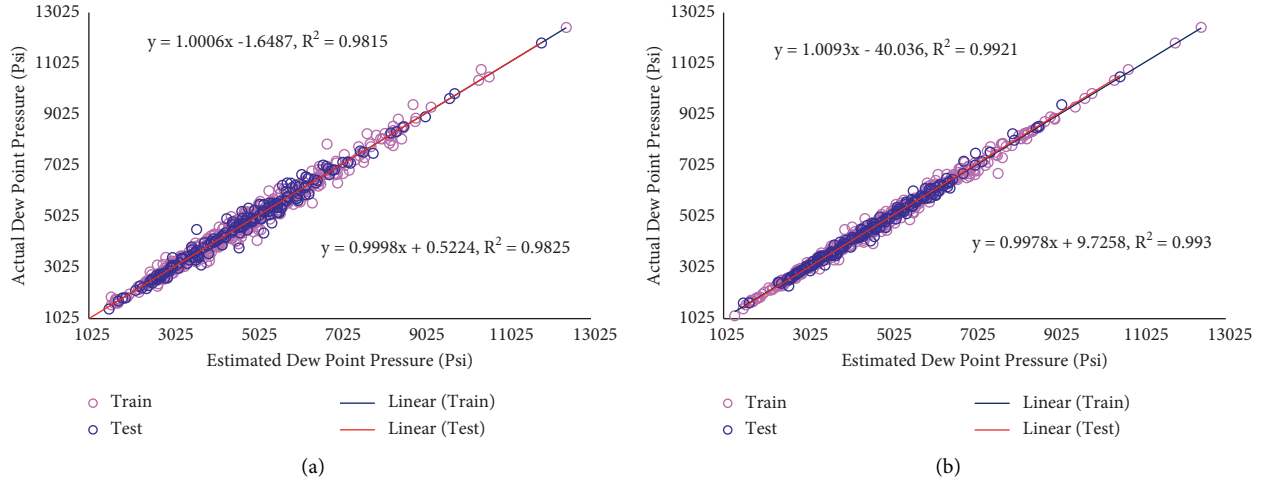 13025
11025
9025
7025
5025
3025
1025
Actual Dew Point Pressure (Psi)
y = 1.0006x -1.6487, R² = 0.9815
y = 0.9998x + 0.5224, R² = 0.9825
1025 3025 5025 7025 9025 11025 13025
Estimated Dew Point Pressure (Psi)
Train Linear (Train)
Test Linear (Test)
(a)
13025
11025
9025
7025
5025
3025
1025
Actual Dew Point Pressure (Psi)
y = 1.0093x - 40.036, R² = 0.9921
y = 0.9978x + 9.7258, R² = 0.993
1025 3025 5025 7025 9025 11025 13025
Estimated Dew Point Pressure (Psi)
Train Linear (Train)
Test Linear (Test)
(b)